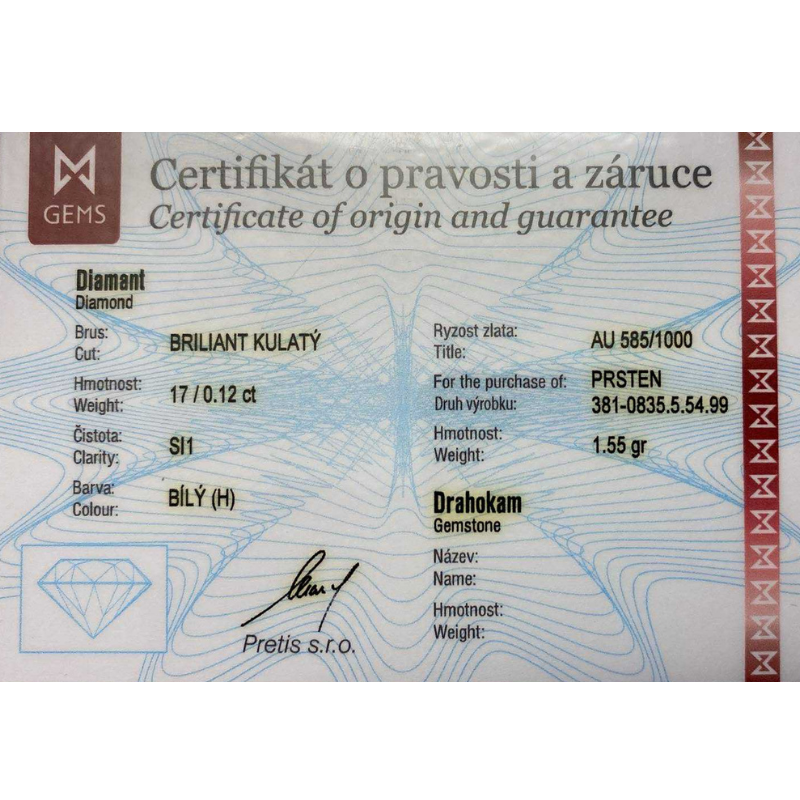 GEMS
Certifikát o pravosti a záruce
Certificate of origin and guarantee
Diamant
Diamond
Brus:
Cut:
BRILIANT KULATÝ
Hmotnost:
Weight:
17 / 0.12 ct
Čistota:
Clarity:
SI1
Barva:
Colour:
BÍLÝ (H)
Pretis s.r.o.
Ryzost zlata:
Title:
AU 585/1000
For the purchase of:
Druh výrobku:
PRSTEN
381-0835.5.54.99
Hmotnost:
Weight:
1.55 gr
Drahokam
Gemstone
Název:
Name:
Hmotnost:
Weight: